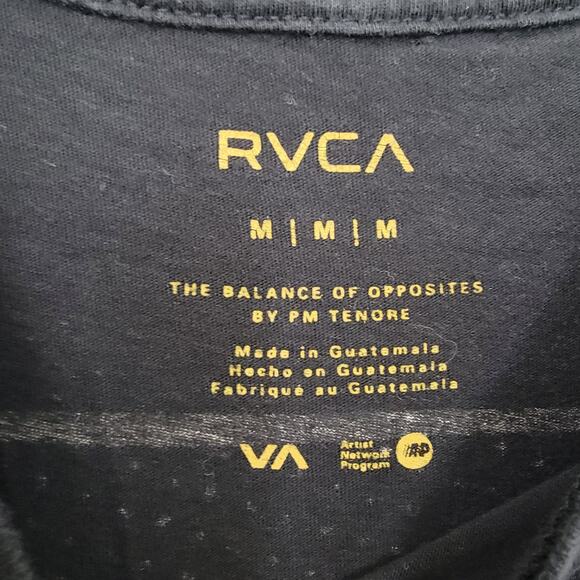 RVCA
M | M | M
THE BALANCE OF OPPOSITES
BY PM TENORE
Made in Guatemala
Hecho en Guatemala
Fabriqué au Guatemala
VA
Artist
Network
Program
ANP